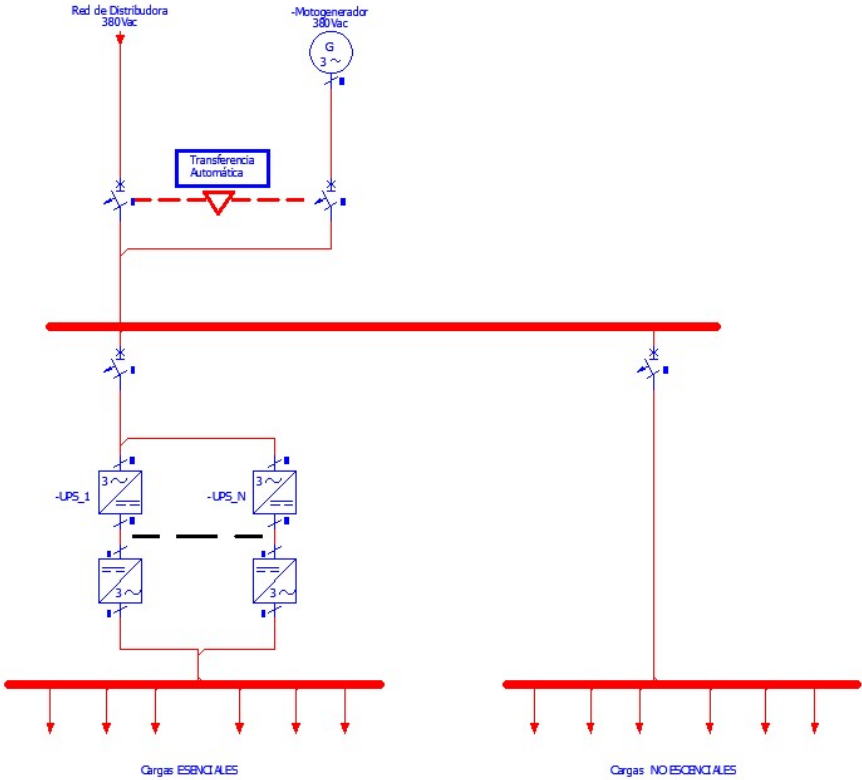 Red de Distribudora
380Vac
-Motogenerador
380Vac
G
3
Transferencia
Automática
3
-UPS_1
3
-UPS_N
3
3
Cargas ESENCIALES
Cargas NO ESCENCIALES